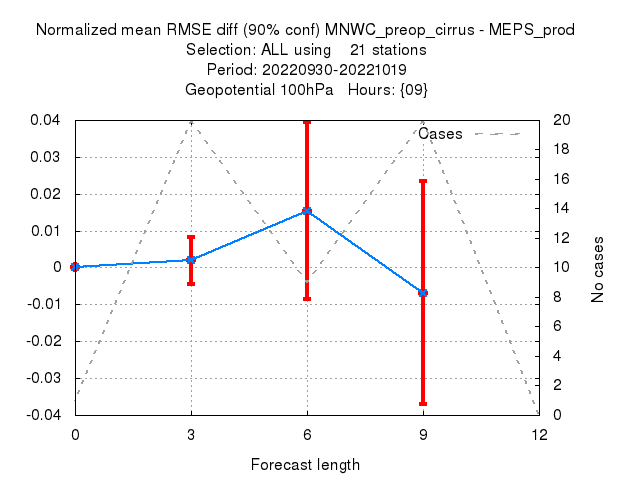 Normalized mean RMSE diff (90% conf) MNWC_preop_cirrus - MEPS_prod
Selection: ALL using 21 stations
Period: 20220930-20221019
Geopotential 100hPa Hours: {09}
Cases
0.04
0.03
0.02
0.01
0
-0.01
-0.02
-0.03
-0.04
20
18
16
14
12
10
8
6
4
2
0
No cases
0 3 6 9 12
Forecast length